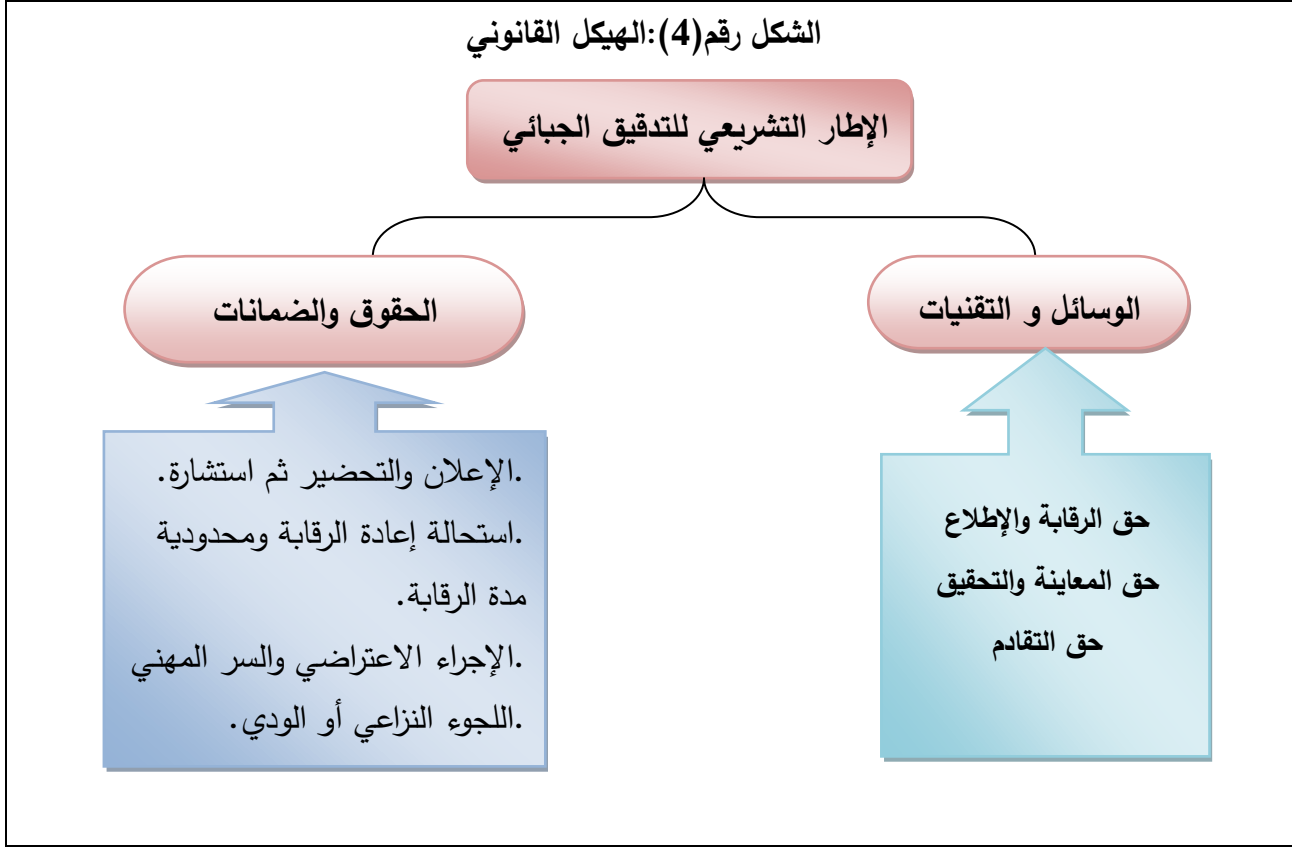 الشكل رقم(4):الهيكل القانوني
الإطار التشريعي للتدقيق الجبائي
الوسائل و التقنيات
الحقوق والضمانات
حق الرقابة والإطلاع
حق المعاينة والتحقيق
حق التقادم
.الإعلان والتحضير ثم استشارة.
.استحالة إعادة الرقابة ومحدودية
مدة الرقابة.
.الإجراء الاعتراضي والسر المهني
.اللجوء النزاعي أو الودي.